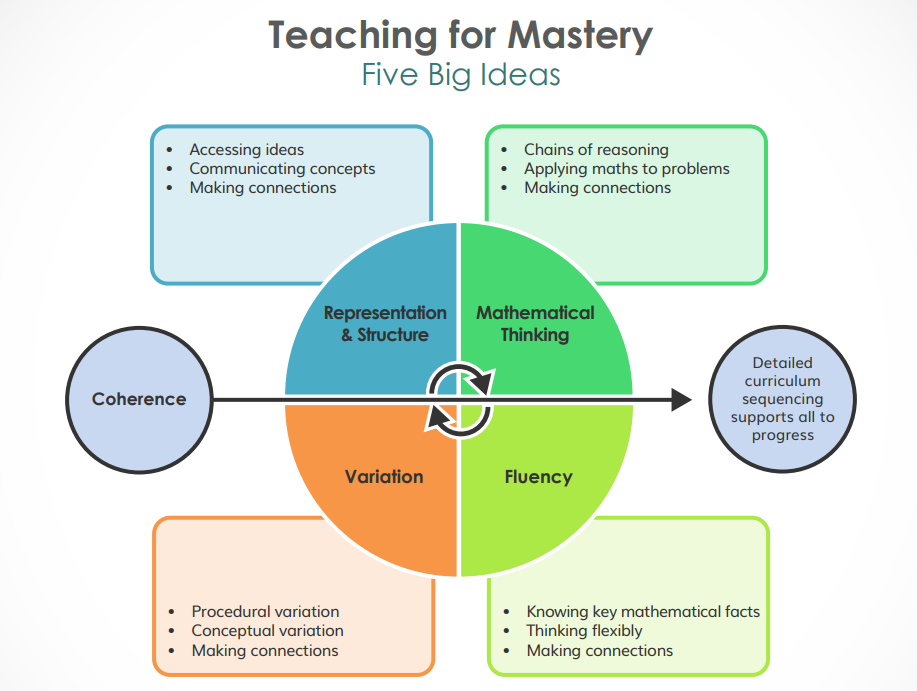 Teaching for Mastery
Five Big Ideas
• Accessing ideas
• Communicating concepts
• Making connections
• Chains of reasoning
• Applying maths to problems
• Making connections
Representation
& Structure
Mathematical
Thinking
Coherence
Detailed
curriculum
sequencing
supports all to
progress
Variation
Fluency
• Procedural variation
• Conceptual variation
• Making connections
• Knowing key mathematical facts
• Thinking flexibly
• Making connections